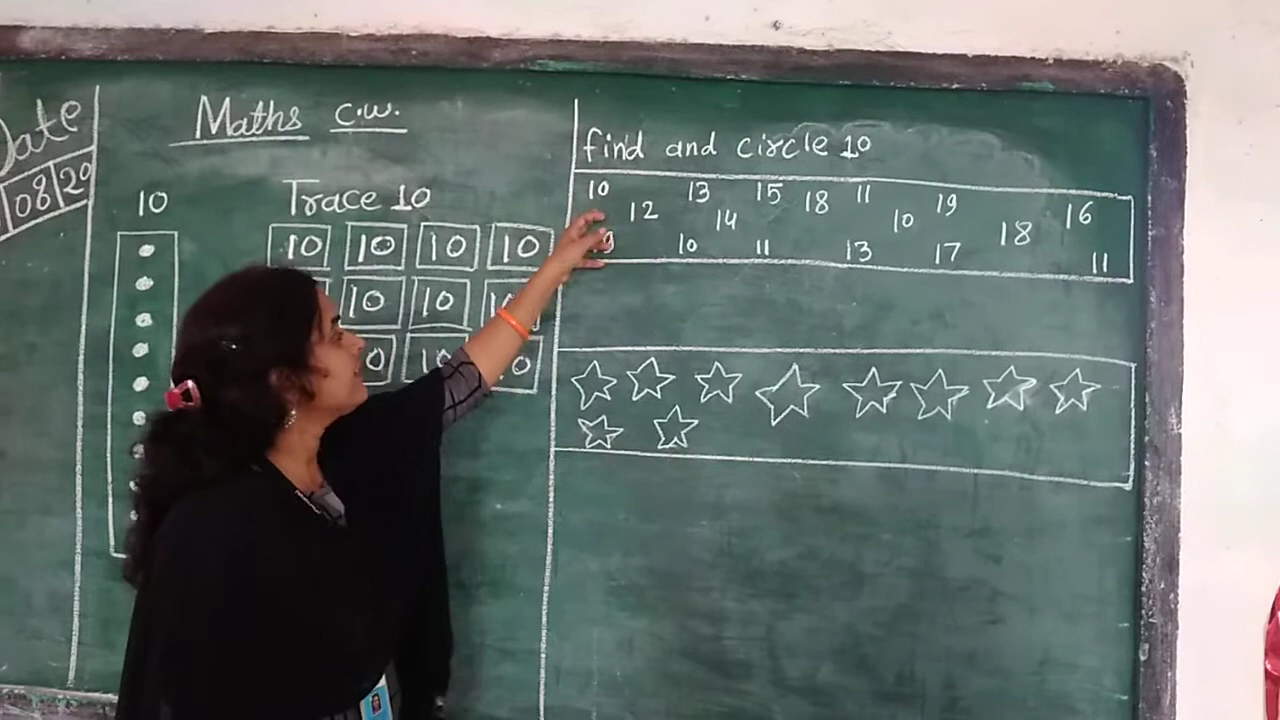 Date
08 20
Maths c.w.
10
Trace 10
10 10 10 10
10 10
10
find and circle 10
10 13 15 18 11 19 16
12 14 10 18
10 11 13 17 11